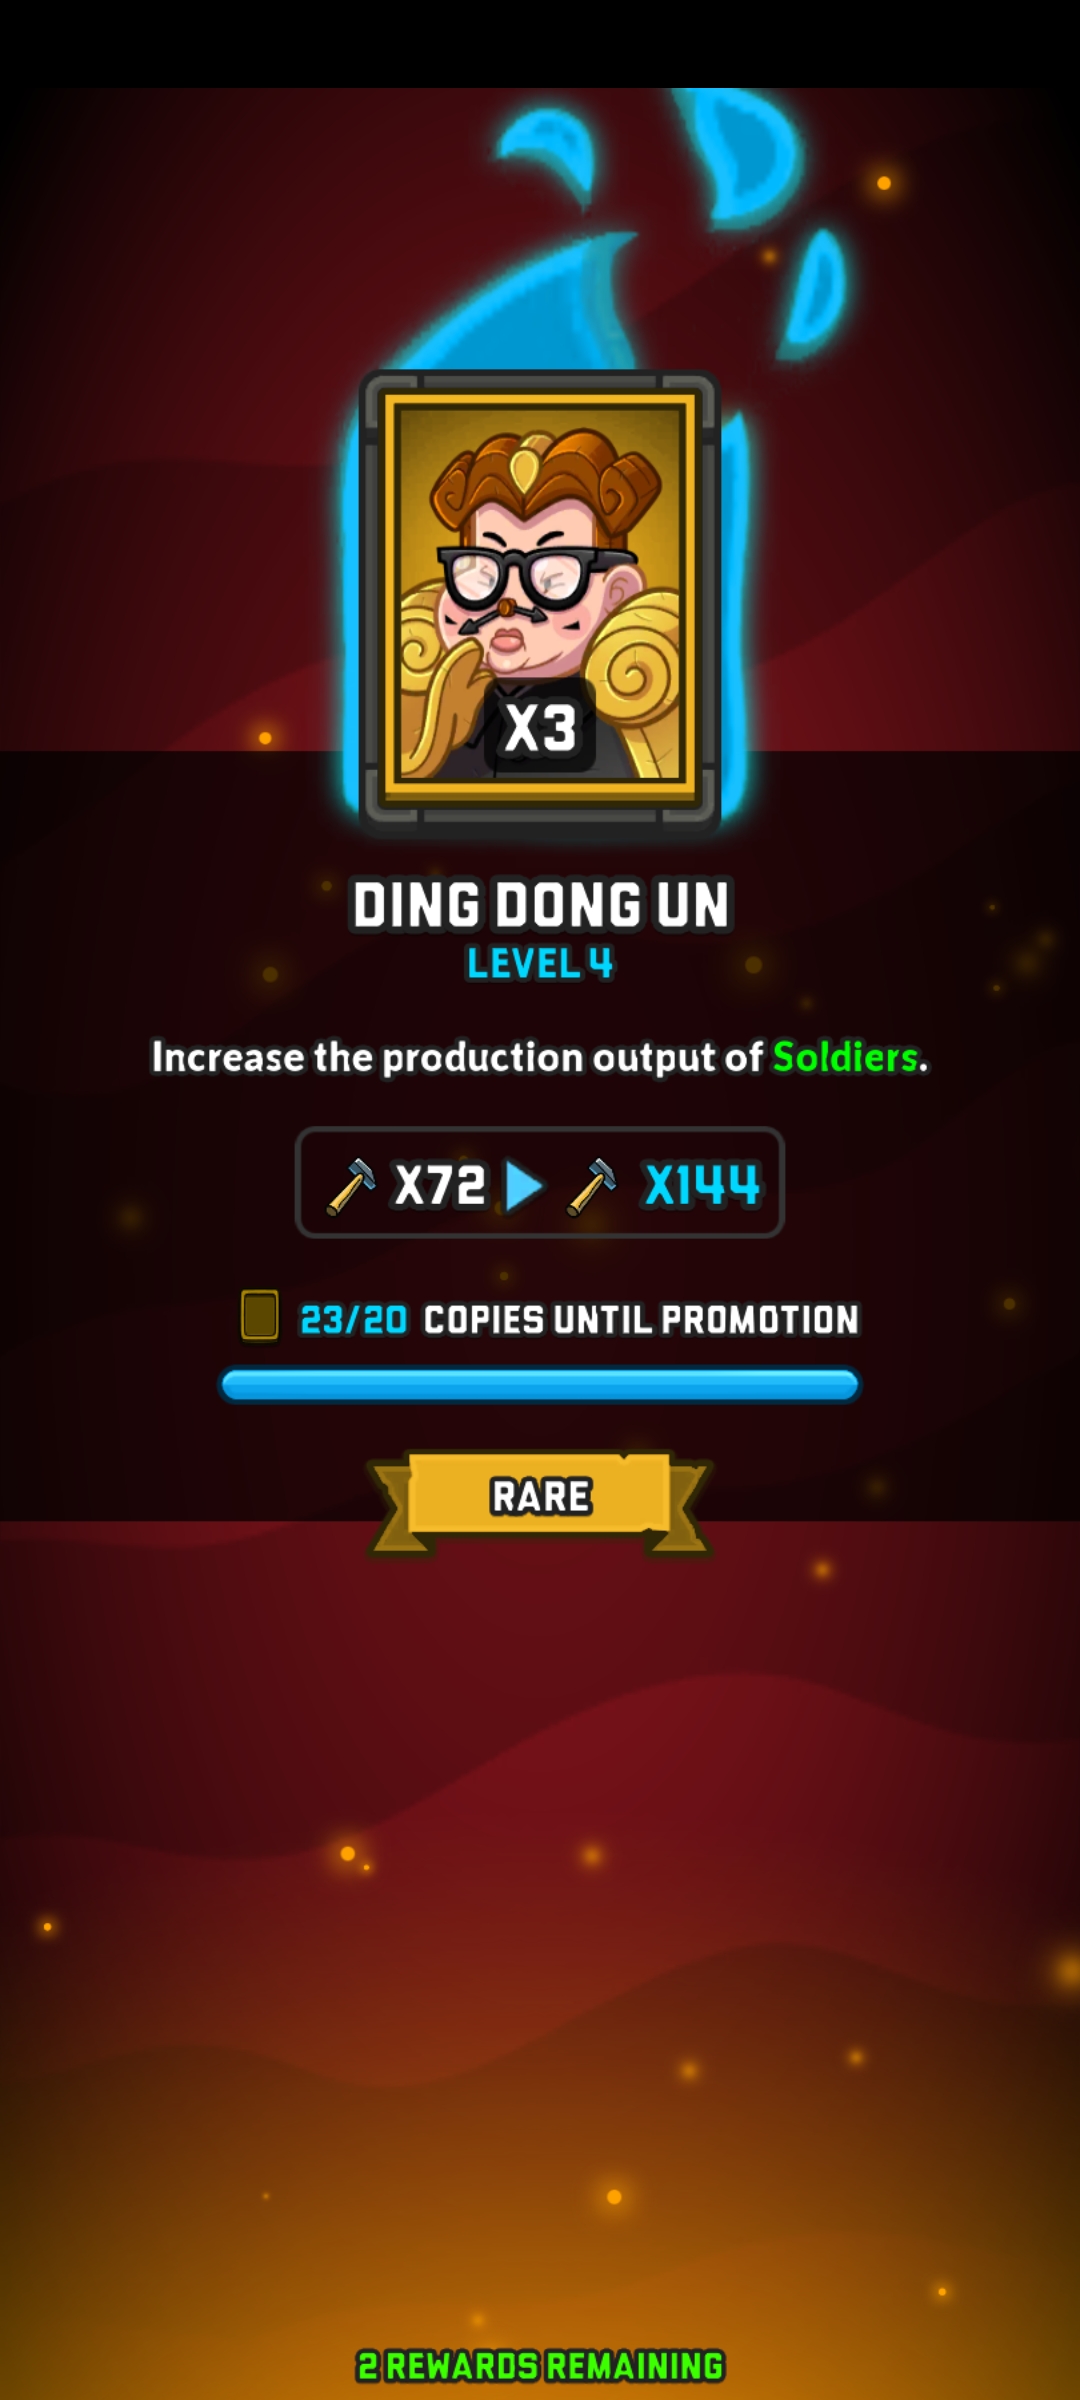 X3
DING DONG UN
LEVEL 4
Increase the production output of Soldiers.
X72 X144
23/20 COPIES UNTIL PROMOTION
RARE
2 REWARDS REMAINING